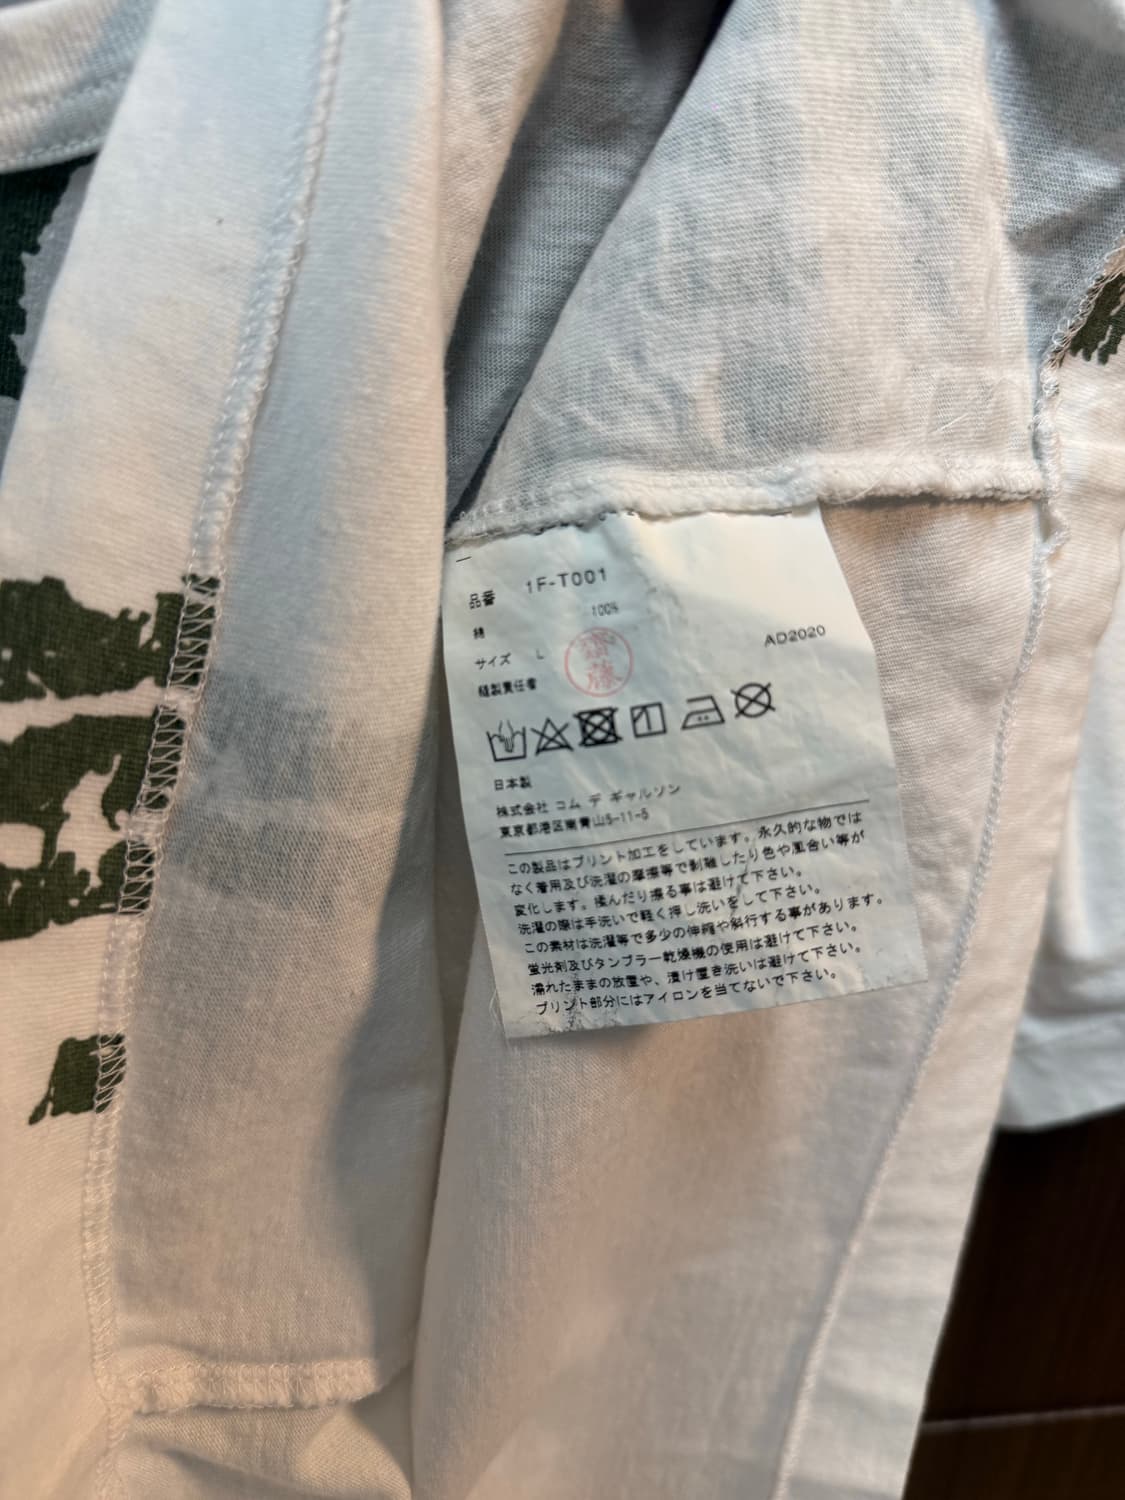 品番 1F-T001
綿 100%
サイズ L AD2020
縫製責任者 齋藤
日本製
株式会社 コム デ ギャルソン
東京都港区南青山5-11-5
この製品はプリント加工をしています。永久的な物では
なく着用及び洗濯の摩擦等で剥離したり色や風合い等が
変化します。揉んだり擦る事は避けて下さい。
洗濯の際は手洗いで軽く押し洗いをして下さい。
この素材は洗濯等で多少の伸縮や斜行する事があります。
蛍光剤及びタンブラー乾燥機の使用は避けて下さい。
濡れたままの放置や、漬け置き洗いは避けて下さい。
プリント部分にはアイロンを当てないで下さい。